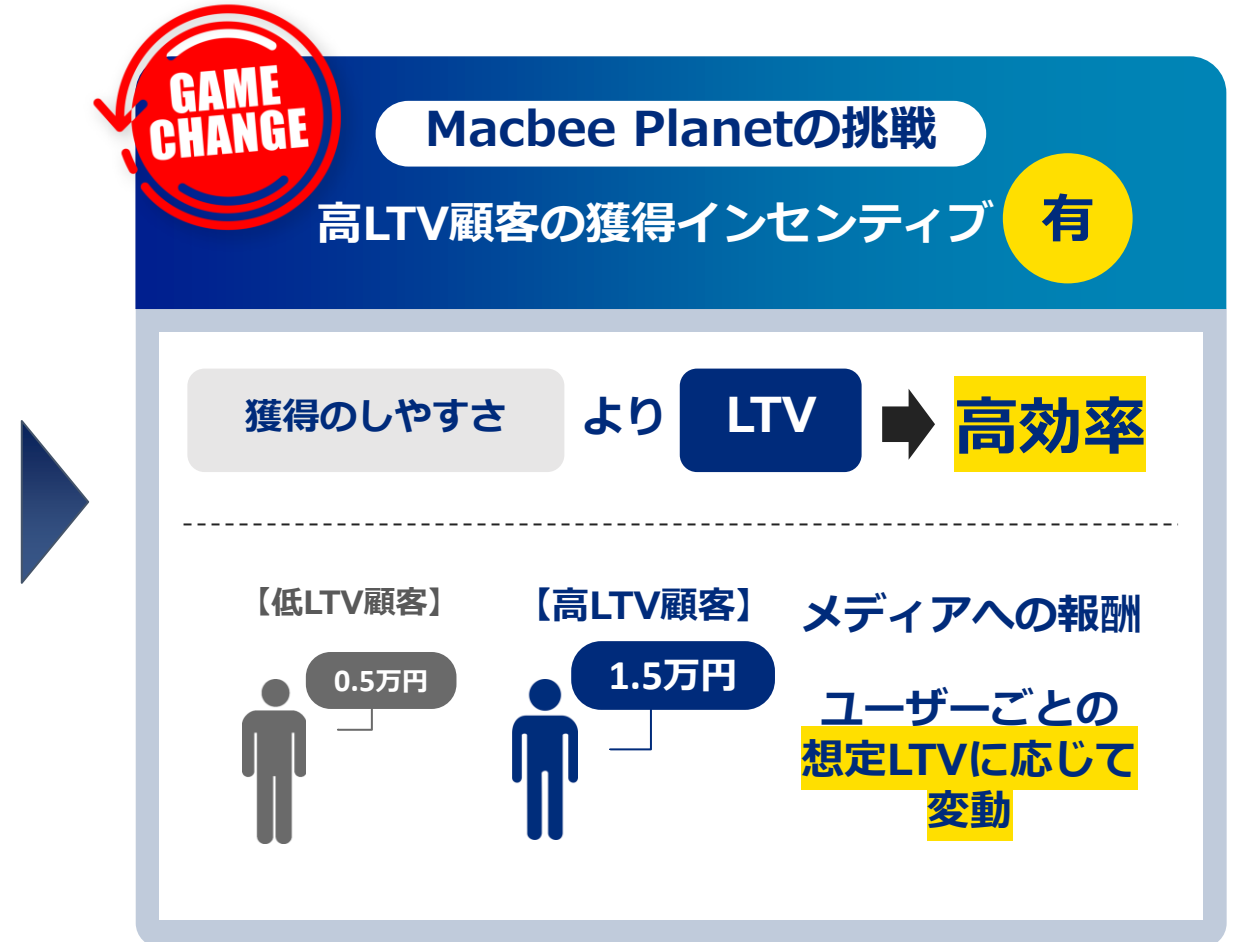 GAME
CHANGE
Macbee Planetの挑戦
高LTV顧客の獲得インセンティブ 有
獲得のしやすさ より LTV 高効率
【低LTV顧客】
0.5万円
【高LTV顧客】
1.5万円
メディアへの報酬
ユーザーごとの
想定LTVに応じて
変動